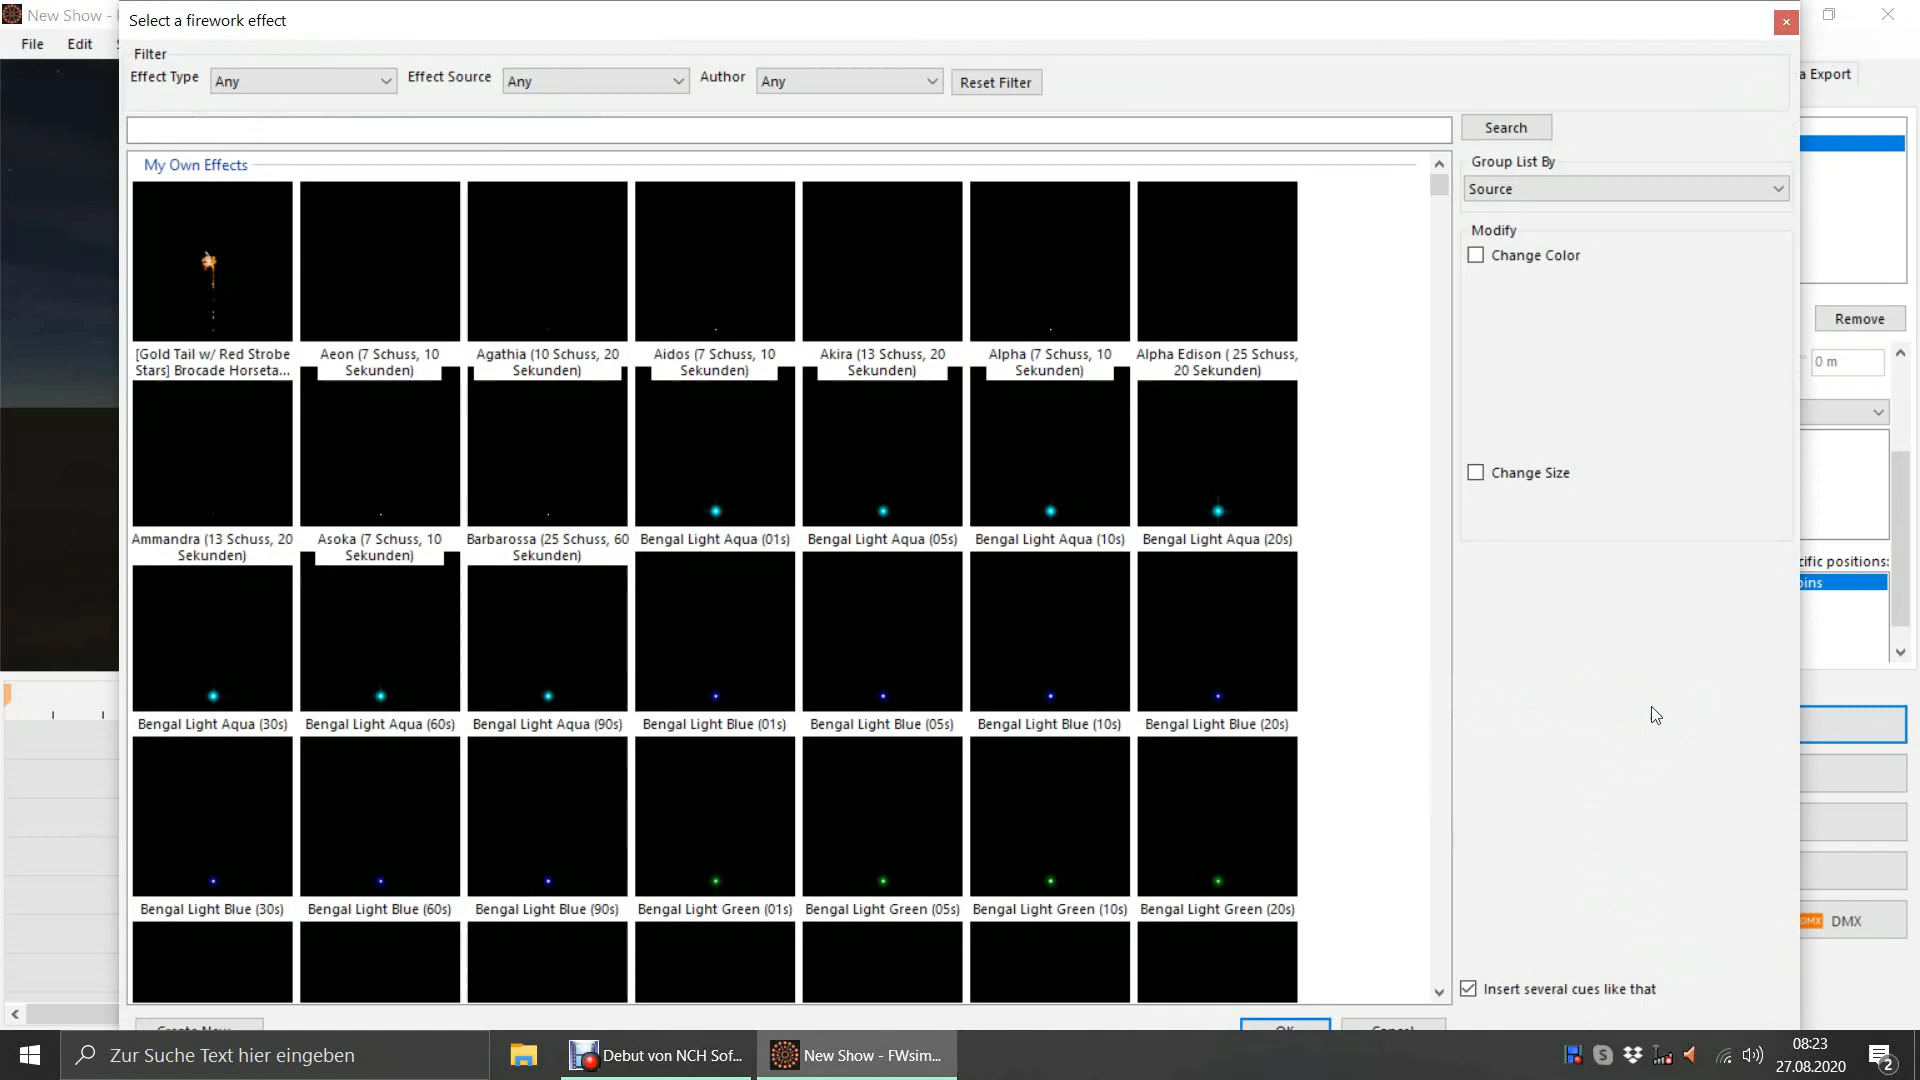 New Show -
Select a firework effect
File Edit
Filter
Effect Type Any Effect Source Any Author Any Reset Filter
a Export
Search
My Own Effects
Group List By
Source
Modify
Change Color
Remove
0 m
[Gold Tail w/ Red Strobe Stars] Brocade Horseta...
Aeon (7 Schuss, 10 Sekunden)
Agathia (10 Schuss, 20 Sekunden)
Aidos (7 Schuss, 10 Sekunden)
Akira (13 Schuss, 20 Sekunden)
Alpha (7 Schuss, 10 Sekunden)
Alpha Edison ( 25 Schuss, 20 Sekunden)
Change Size
Ammandra (13 Schuss, 20 Sekunden)
Asoka (7 Schuss, 10 Sekunden)
Barbarossa (25 Schuss, 60 Sekunden)
Bengal Light Aqua (01s)
Bengal Light Aqua (05s)
Bengal Light Aqua (10s)
Bengal Light Aqua (20s)
cific positions:
oins
Bengal Light Aqua (30s)
Bengal Light Aqua (60s)
Bengal Light Aqua (90s)
Bengal Light Blue (01s)
Bengal Light Blue (05s)
Bengal Light Blue (10s)
Bengal Light Blue (20s)
Bengal Light Blue (30s)
Bengal Light Blue (60s)
Bengal Light Blue (90s)
Bengal Light Green (01s)
Bengal Light Green (05s)
Bengal Light Green (10s)
Bengal Light Green (20s)
DMX DMX
Insert several cues like that
Create New...
OK
Cancel
Zur Suche Text hier eingeben
Debut von NCH Sof...
New Show - FWsim...
08:23
27.08.2020
2